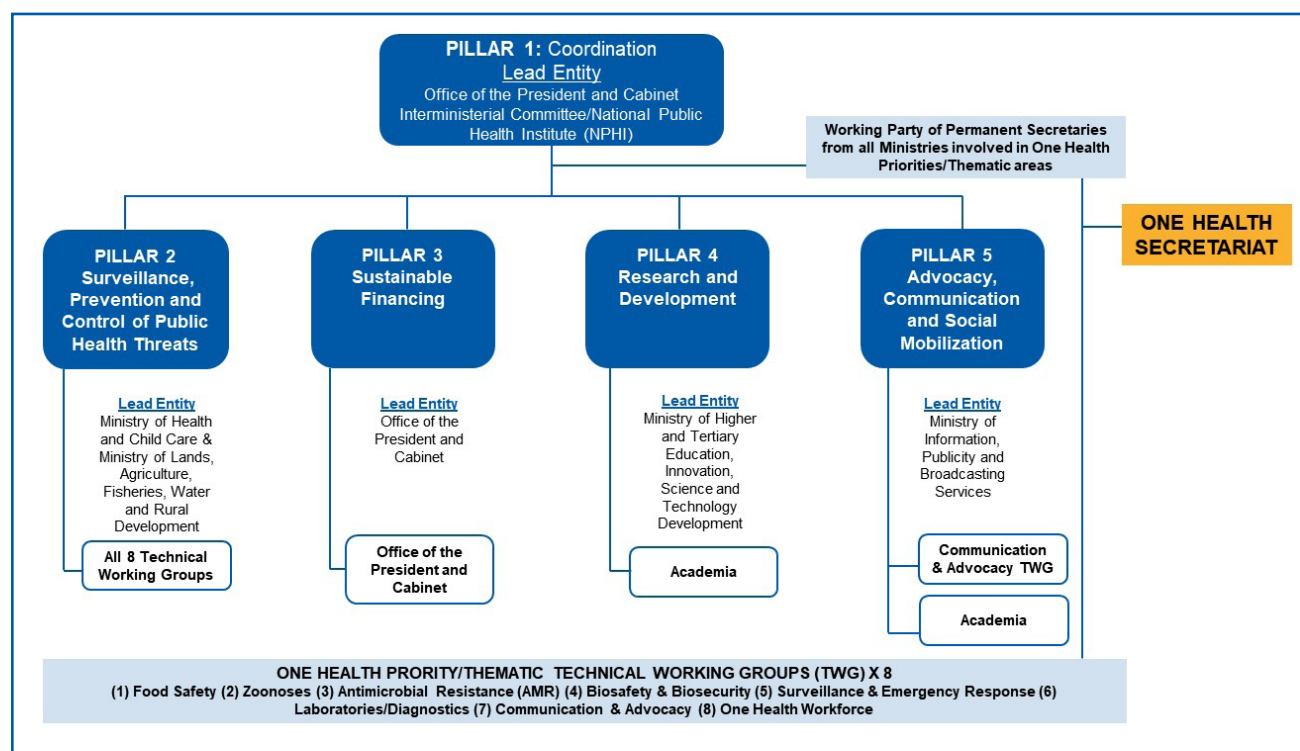 PILLAR 1: Coordination
Lead Entity
Office of the President and Cabinet
Interministerial Committee/National Public
Health Institute (NPHI)
Working Party of Permanent Secretaries
from all Ministries involved in One Health
Priorities/Thematic areas
ONE HEALTH
SECRETARIAT
PILLAR 2
Surveillance,
Prevention and
Control of Public
Health Threats
PILLAR 3
Sustainable
Financing
PILLAR 4
Research and
Development
PILLAR 5
Advocacy,
Communication
and Social
Mobilization
Lead Entity
Ministry of Health
and Child Care &
Ministry of Lands,
Agriculture,
Fisheries, Water
and Rural
Development
Lead Entity
Office of the
President and
Cabinet
Lead Entity
Ministry of Higher
and Tertiary
Education,
Innovation,
Science and
Technology
Development
Lead Entity
Ministry of
Information,
Publicity and
Broadcasting
Services
All 8 Technical
Working Groups
Office of the
President and
Cabinet
Academia
Communication
& Advocacy TWG
Academia
ONE HEALTH PRORITY/THEMATIC TECHNICAL WORKING GROUPS (TWG) X 8
(1) Food Safety (2) Zoonoses (3) Antimicrobial Resistance (AMR) (4) Biosafety & Biosecurity (5) Surveillance & Emergency Response (6)
Laboratories/Diagnostics (7) Communication & Advocacy (8) One Health Workforce